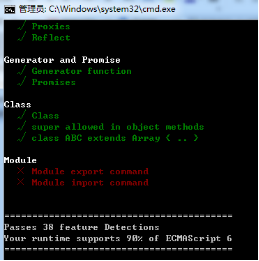 管理员: C:\Windows\system32\cmd.exe
√ Proxies
√ Reflect
Generator and Promise
√ Generator function
√ Promises
Class
√ Class
√ super allowed in object methods
√ class ABC extends Array ( .. )
Module
× Module export command
× Module import command
=========================================
Passes 38 feature Detections
Your runtime supports 90% of ECMAScript 6
=========================================